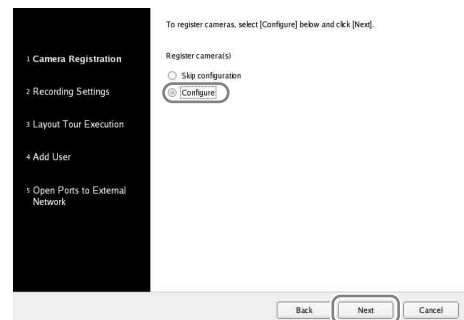 To register cameras, select [Configure] below and click [Next].
1 Camera Registration
2 Recording Settings
3 Layout Tour Execution
4 Add User
5 Open Ports to External
Network
Register camera(s)
Skip configuration
Configure
Back
Next
Cancel